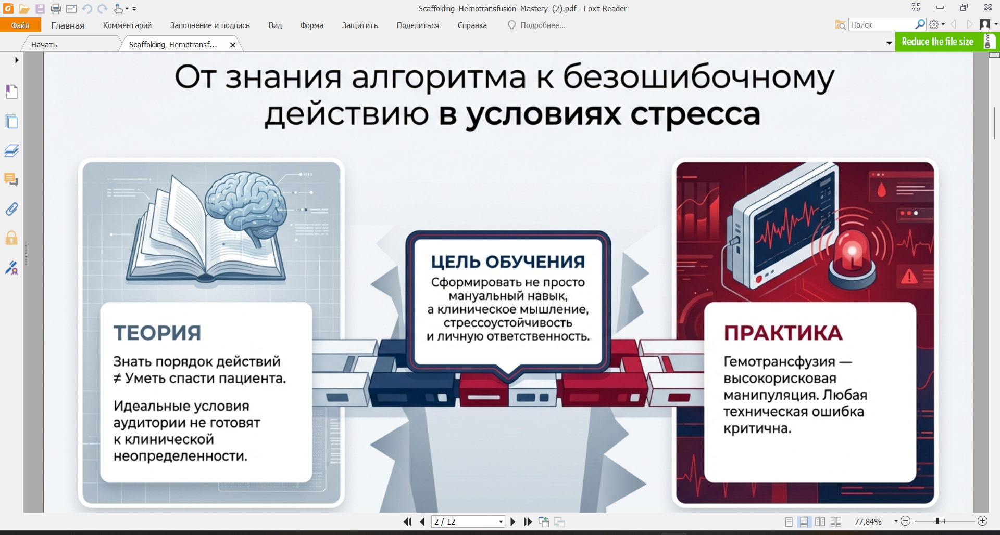 Scaffolding_Hemotransfusion_Mastery_(2).pdf - Foxit Reader
Файл Главная Комментарий Заполнение и подпись Вид Форма Защитить Поделиться Справка Подробнее... Поиск
Начать Scaffolding_Hemotransf... Reduce the file size
От знания алгоритма к безошибочному
действию в условиях стресса
ТЕОРИЯ
Знать порядок действий
≠ Уметь спасти пациента.
Идеальные условия
аудитории не готовят
к клинической
неопределенности.
ЦЕЛЬ ОБУЧЕНИЯ
Сформировать не просто
мануальный навык,
а клиническое мышление,
стрессоустойчивость
и личную ответственность.
ПРАКТИКА
Гемотрансфузия —
высокорисковая
манипуляция. Любая
техническая ошибка
критична.
2 / 12 77,84%